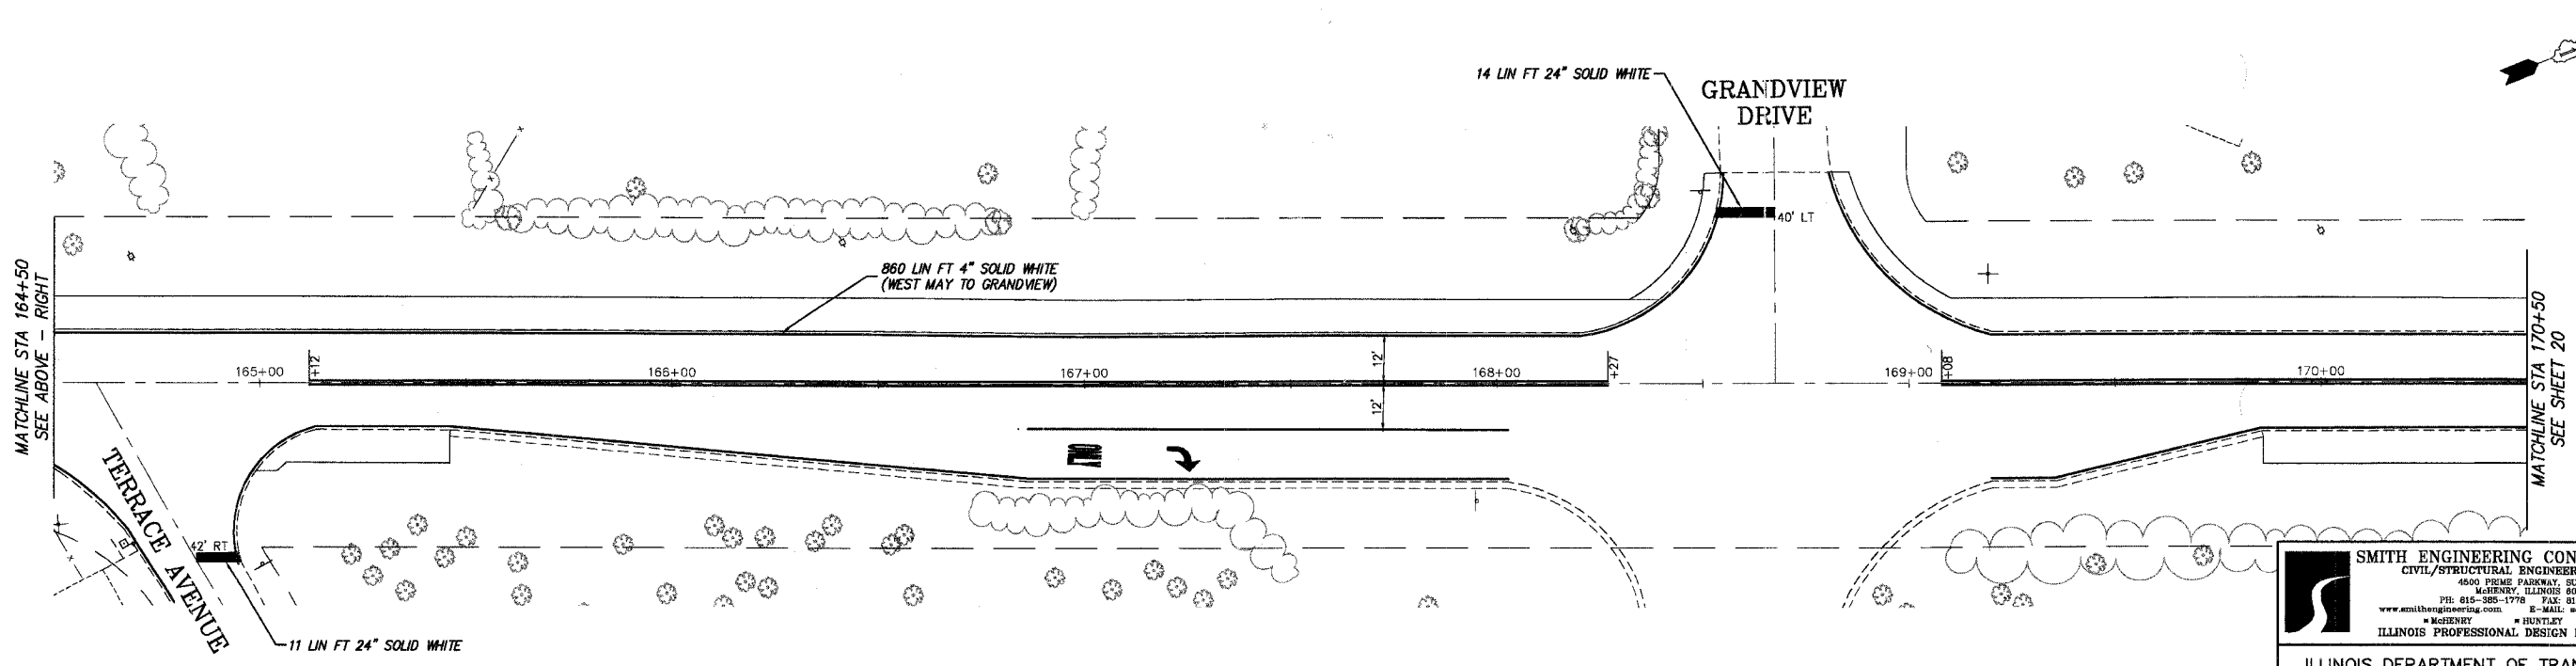 MATCHLINE STA 164+50
SEE ABOVE - RIGHT
14 LIN FT 24" SOLID WHITE
GRANDVIEW
DRIVE
40' LT
860 LIN FT 4" SOLID WHITE
(WEST MAY TO GRANDVIEW)
165+00
+12
166+00
167+00
12'
12'
168+00
+27
169+00
+08
170+00
MATCHLINE STA 170+50
SEE SHEET 20
TERRACE AVENUE
42' RT
11 LIN FT 24" SOLID WHITE
SMITH ENGINEERING CON
CIVIL/STRUCTURAL ENGINEER
4500 PRIME PARKWAY, SU
McHENRY, ILLINOIS 60
PH: 815-385-1778 FAX: 81
www.smithengineering.com E-MAIL:
McHENRY HUNTLEY
ILLINOIS PROFESSIONAL DESIGN
ILLINOIS DEPARTMENT OF TRAN